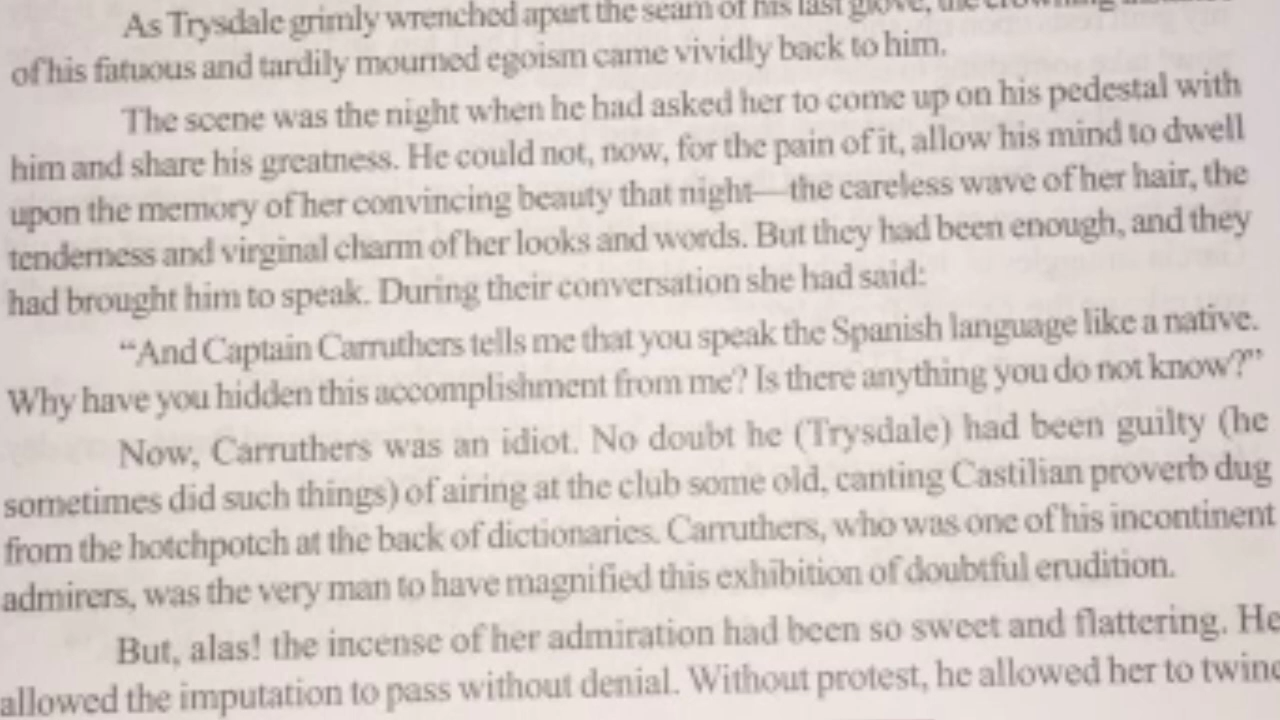 As Trysdale grimly wrenched apart the seam of his last glove, the crowning
of his fatuous and tardily mourned egoism came vividly back to him.
The scene was the night when he had asked her to come up on his pedestal with
him and share his greatness. He could not, now, for the pain of it, allow his mind to dwell
upon the memory of her convincing beauty that night—the careless wave of her hair, the
tenderness and virginal charm of her looks and words. But they had been enough, and they
had brought him to speak. During their conversation she had said:
“And Captain Carruthers tells me that you speak the Spanish language like a native.
Why have you hidden this accomplishment from me? Is there anything you do not know?”
Now, Carruthers was an idiot. No doubt he (Trysdale) had been guilty (he
sometimes did such things) of airing at the club some old, canting Castilian proverb dug
from the hotchpotch at the back of dictionaries. Carruthers, who was one of his incontinent
admirers, was the very man to have magnified this exhibition of doubtful erudition.
But, alas! the incense of her admiration had been so sweet and flattering. He
allowed the imputation to pass without denial. Without protest, he allowed her to twine